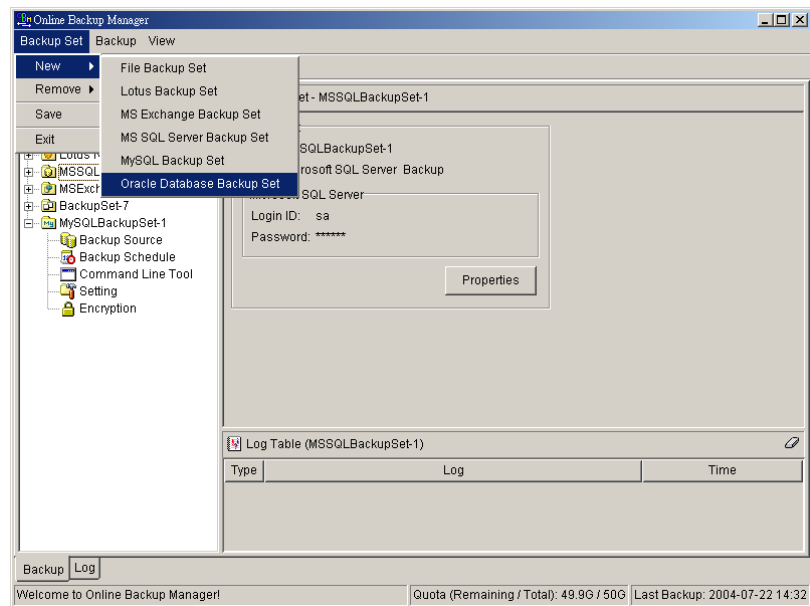 Online Backup Manager
Backup Set Backup View
New
Remove
Save
Exit
File Backup Set
Lotus Backup Set
MS Exchange Backup Set
MS SQL Server Backup Set
MySQL Backup Set
Oracle Database Backup Set
et - MSSQLBackupSet-1
SQLBackupSet-1
rosoft SQL Server Backup
Microsoft SQL Server
Login ID: sa
Password: ******
Properties
Lotus N
MSSQL
MSExch
BackupSet-7
MySQLBackupSet-1
Backup Source
Backup Schedule
Command Line Tool
Setting
Encryption
Log Table (MSSQLBackupSet-1)
Type Log Time
Backup Log
Welcome to Online Backup Manager! Quota (Remaining / Total): 49.9G / 50G Last Backup: 2004-07-22 14:32